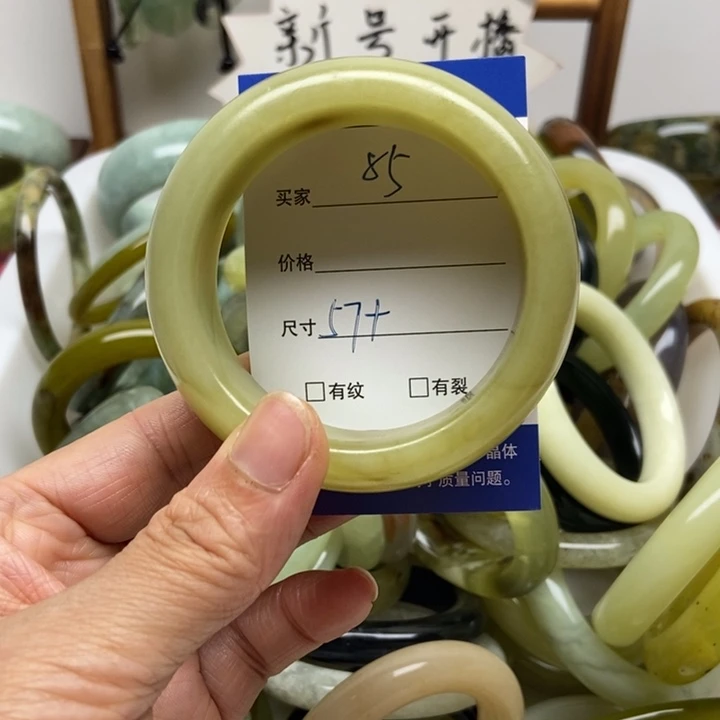 新号开播
买家 85
价格
尺寸 57+
□有纹 □有裂
晶体
质量问题。